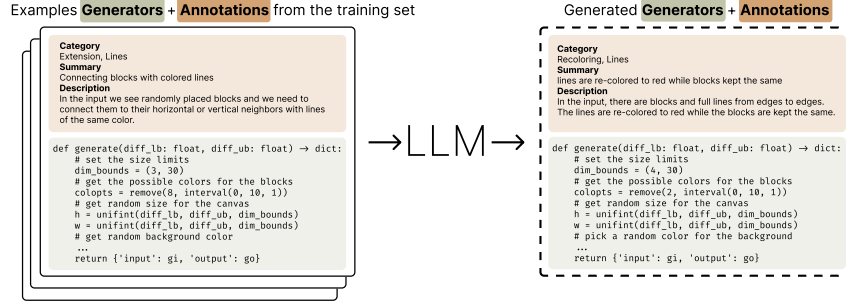 Examples Generators + Annotations from the training set
Category
Extension, Lines
Summary
Connecting blocks with colored lines
Description
In the input we see randomly placed blocks and we need to
connect them to their horizontal or vertical neighbors with lines
of the same color.
def generate(diff_lb: float, diff_ub: float) → dict:
    # set the size limits
    dim_bounds = (3, 30)
    # get the possible colors for the blocks
    colopts = remove(8, interval(0, 10, 1))
    # get random size for the canvas
    h = unifint(diff_lb, diff_ub, dim_bounds)
    w = unifint(diff_lb, diff_ub, dim_bounds)
    # get random background color
    ...
    return {'input': gi, 'output': go}
LLM
Generated Generators + Annotations
Category
Recoloring, Lines
Summary
lines are re-colored to red while blocks kept the same
Description
In the input, there are blocks and full lines from edges to edges.
The lines are re-colored to red while the blocks are kept the same.
def generate(diff_lb: float, diff_ub: float) → dict:
    # set the size limits
    dim_bounds = (4, 30)
    # get the possible colors for the blocks
    colopts = remove(2, interval(0, 10, 1))
    # get random size for the canvas
    h = unifint(diff_lb, diff_ub, dim_bounds)
    w = unifint(diff_lb, diff_ub, dim_bounds)
    # pick a random color for the background
    ...
    return {'input': gi, 'output': go}